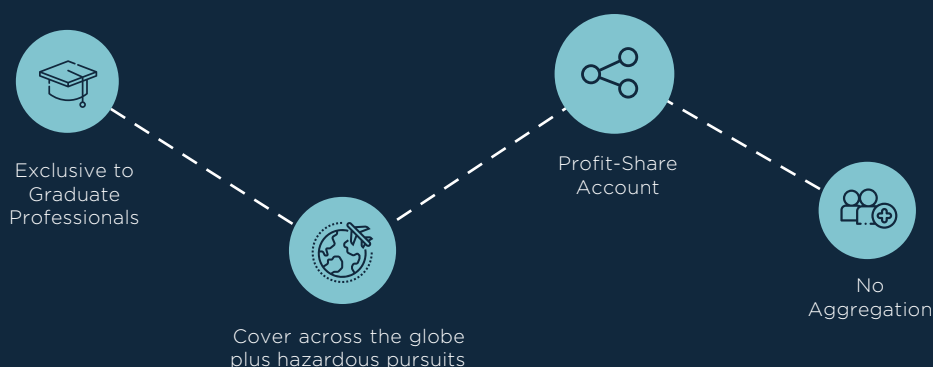 Exclusive to
Graduate
Professionals
Cover across the globe
plus hazardous pursuits
Profit-Share
Account
No
Aggregation